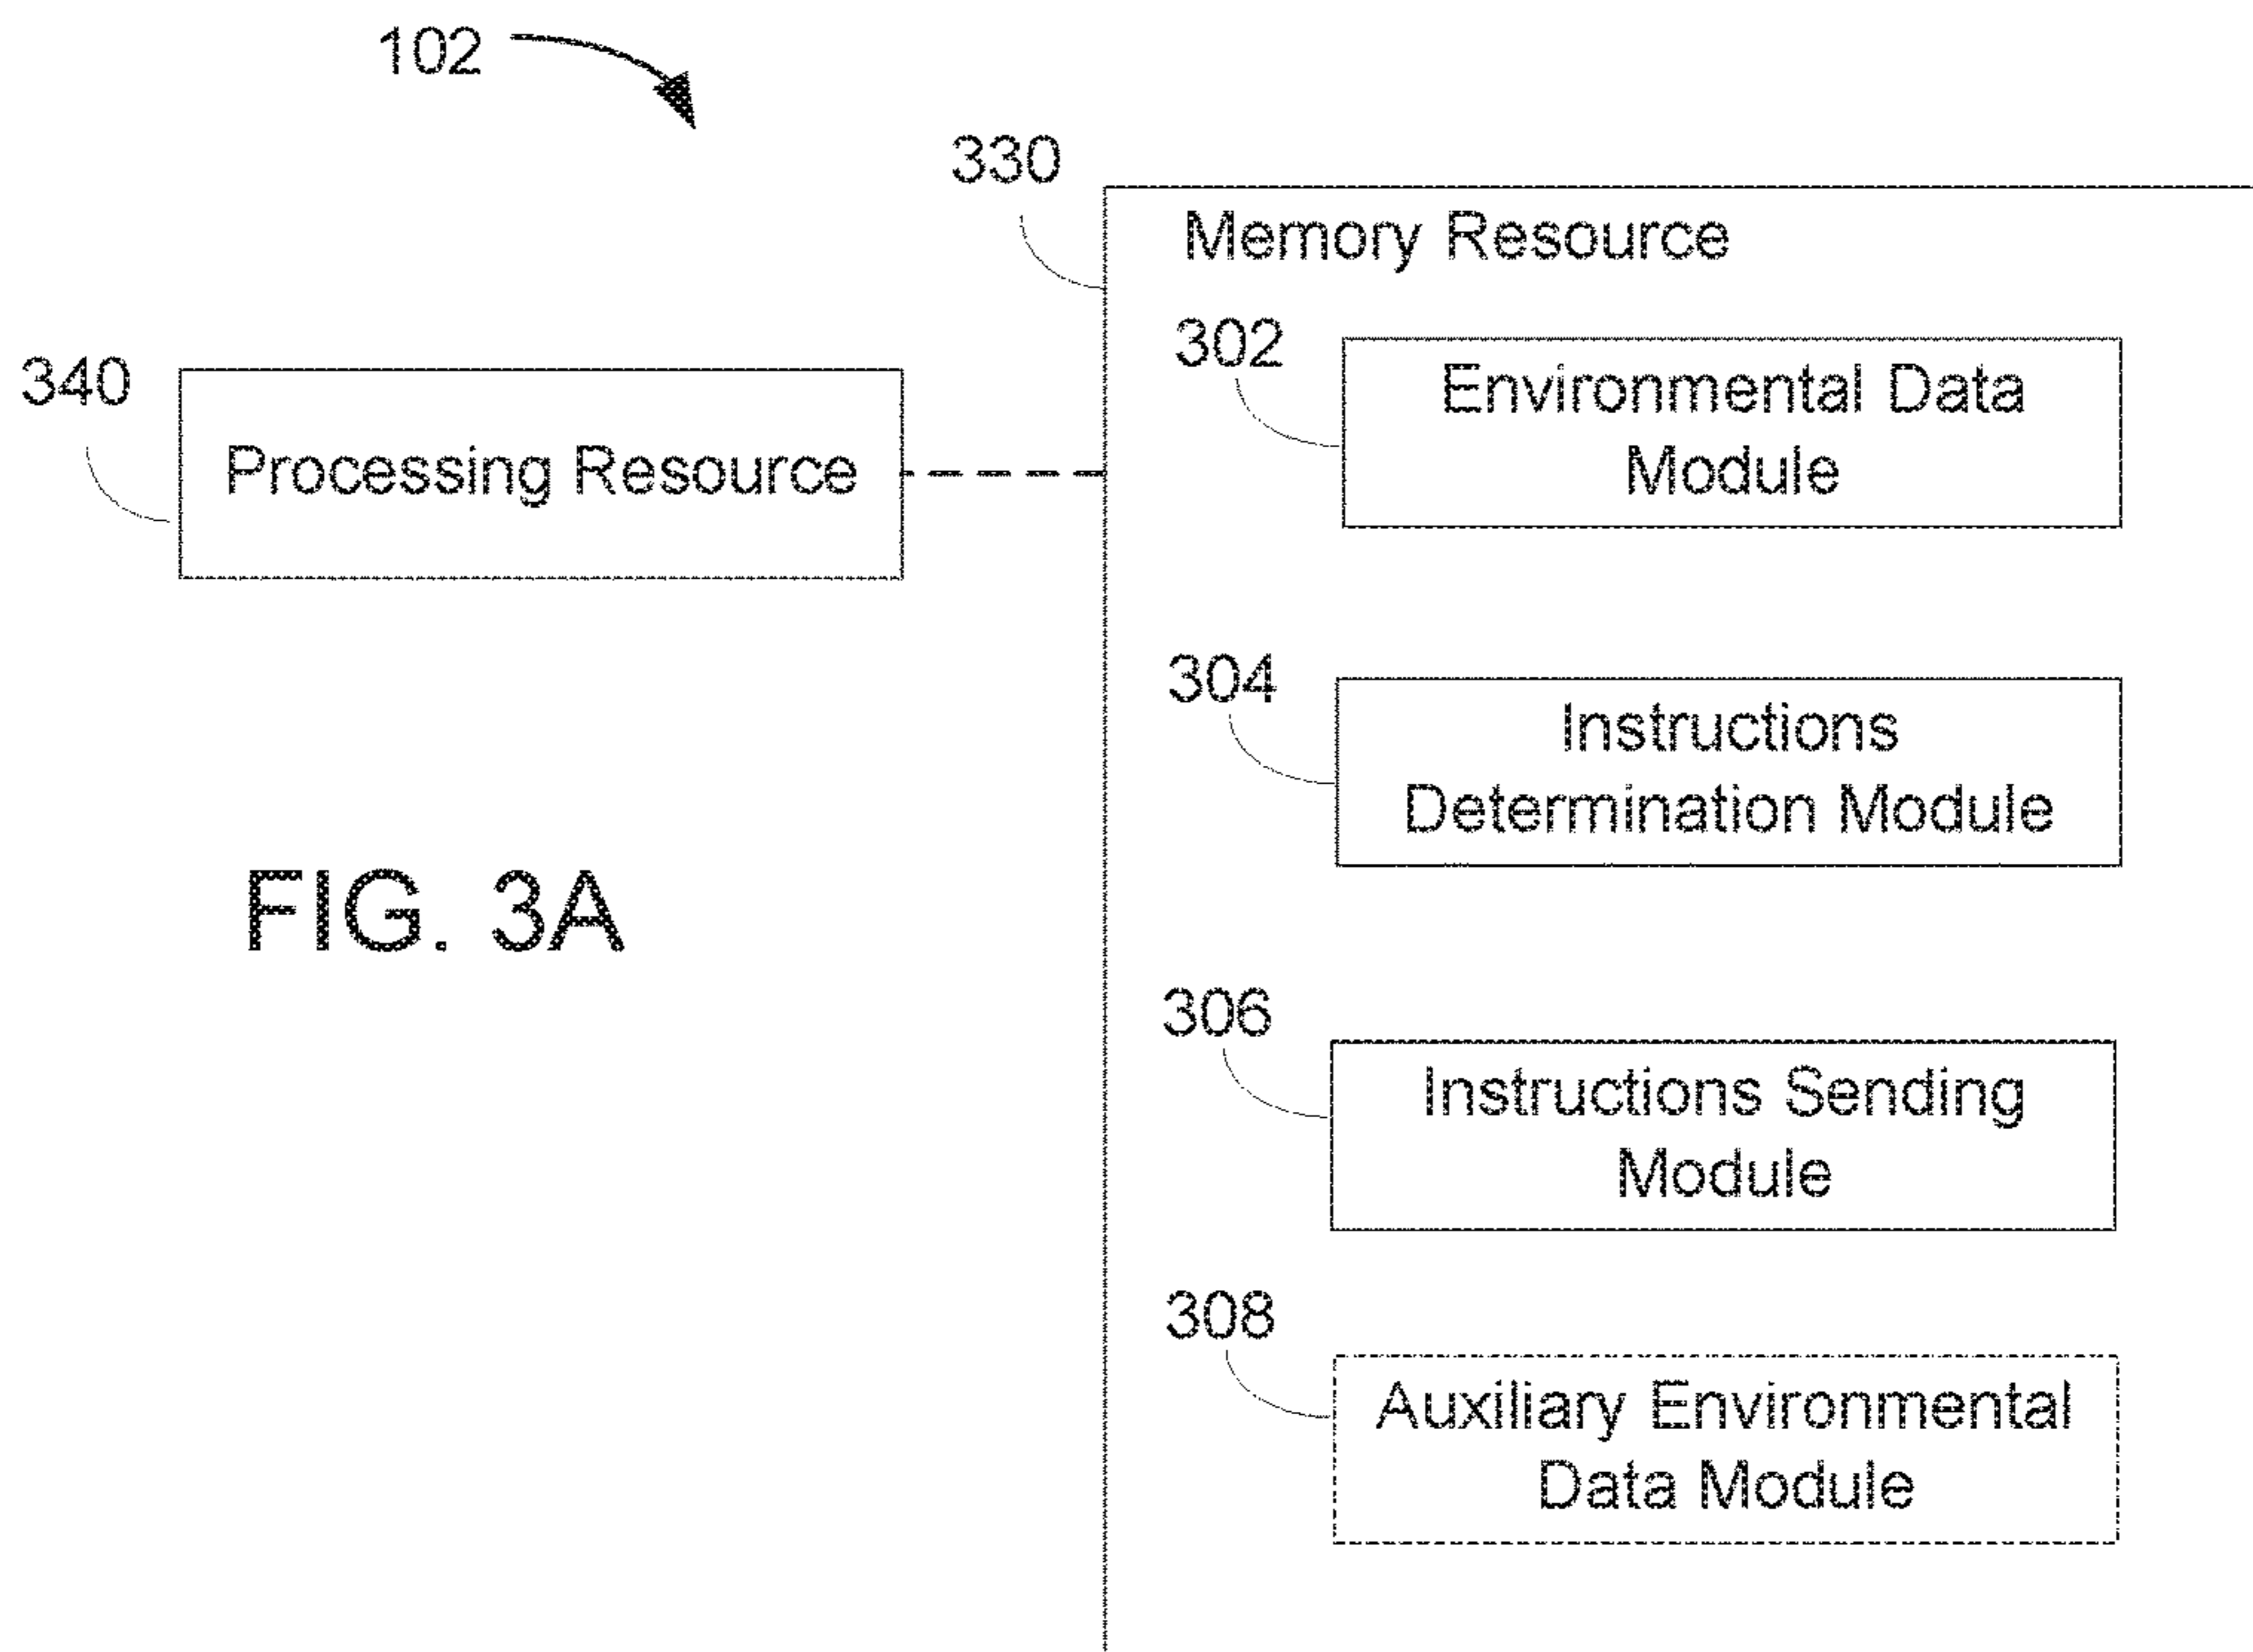 102
330
Memory Resource
302
Environmental Data
Module
340
Processing Resource
304
Instructions
Determination Module
FIG. 3A
306
Instructions Sending
Module
308
Auxiliary Environmental
Data Module